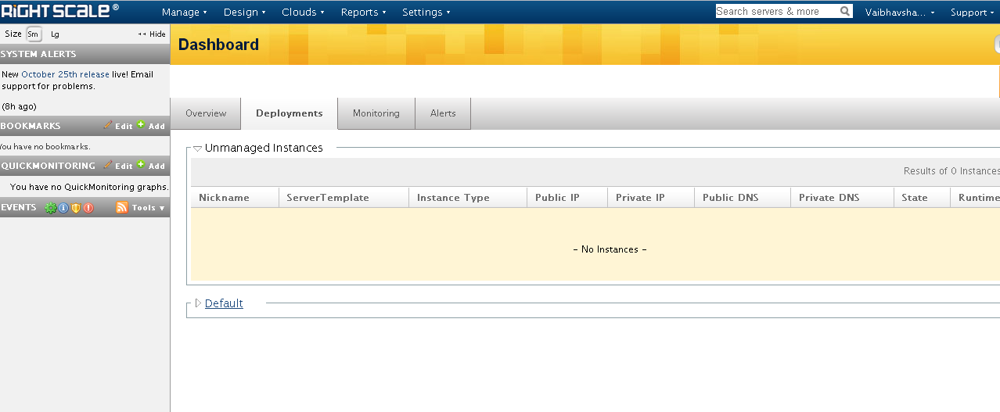 RIGHTSCALE®
Manage
Design
Clouds
Reports
Settings
Search servers & more
Vaibhavsha...
Support
Size Sm Lg Hide
SYSTEM ALERTS
New October 25th release live! Email
support for problems.
(8h ago)
BOOKMARKS Edit Add
You have no bookmarks.
QUICKMONITORING Edit Add
You have no QuickMonitoring graphs.
EVENTS Tools
Dashboard
Overview
Deployments
Monitoring
Alerts
Unmanaged Instances
Results of 0 Instances
Nickname ServerTemplate Instance Type Public IP Private IP Public DNS Private DNS State Runtime
- No Instances -
Default